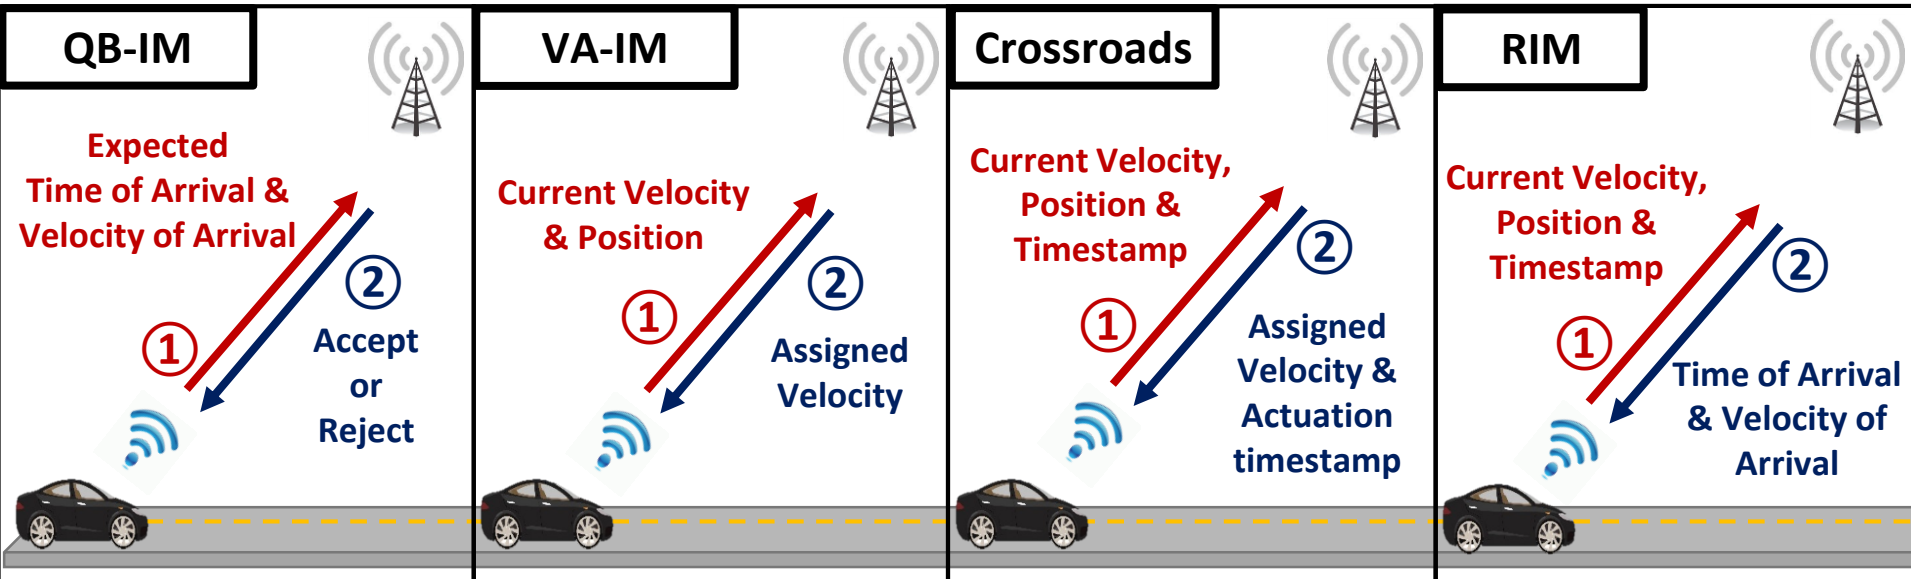 QB-IM
Expected
Time of Arrival &
Velocity of Arrival
1
2
Accept
or
Reject
VA-IM
Current Velocity
& Position
1
2
Assigned
Velocity
Crossroads
Current Velocity,
Position &
Timestamp
1
2
Assigned
Velocity &
Actuation
timestamp
RIM
Current Velocity,
Position &
Timestamp
1
2
Time of Arrival
& Velocity of
Arrival